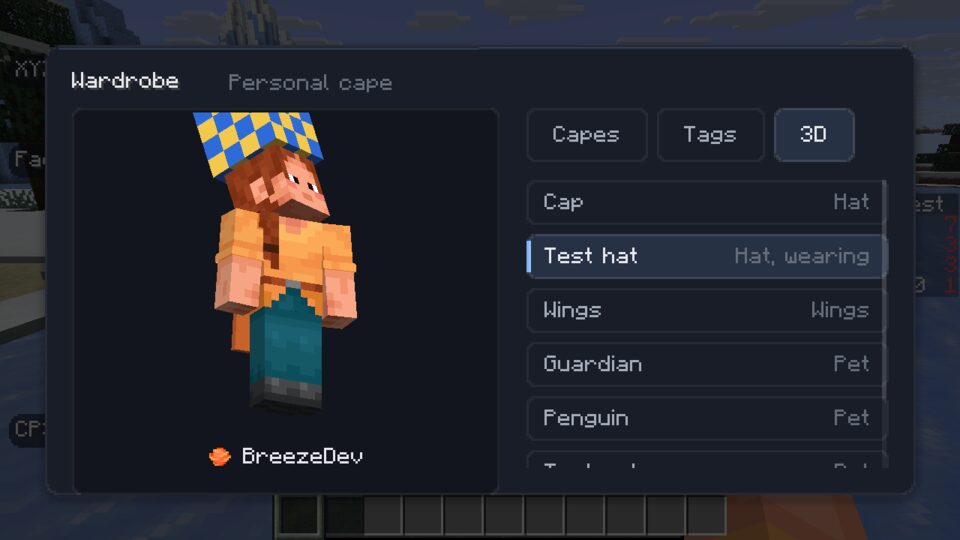 Wardrobe
Personal cape
Capes
Tags
3D
Cap
Hat
Test hat
Hat, wearing
Wings
Wings
Guardian
Pet
Penguin
Pet
BreezeDev